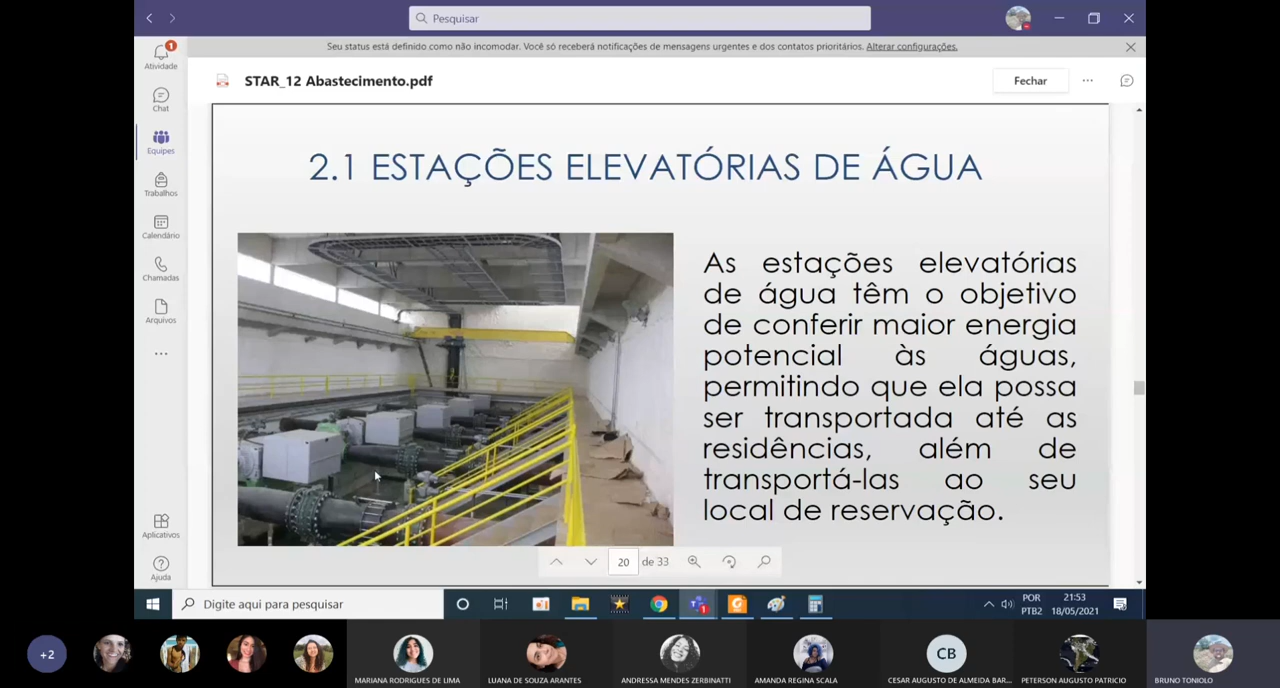 Pesquisar
Seu status está definido como não incomodar. Você só receberá notificações de mensagens urgentes e dos contatos prioritários. Alterar configurações.
1
Atividade
Chat
Equipes
Trabalhos
Calendário
Chamadas
Arquivos
Aplicativos
Ajuda
STAR_12 Abastecimento.pdf
Fechar
2.1 ESTAÇÕES ELEVATÓRIAS DE ÁGUA
As estações elevatórias
de água têm o objetivo
de conferir maior energia
potencial às águas,
permitindo que ela possa
ser transportada até as
residências, além de
transportá-las ao seu
local de reservação.
20 de 33
Digite aqui para pesquisar
1
POR
PTB2
21:53
18/05/2021
+2
MARIANA RODRIGUES DE LIMA
LUANA DE SOUZA ARANTES
ANDRESSA MENDES ZERBINATTI
AMANDA REGINA SCALA
CB
CESAR AUGUSTO DE ALMEIDA BAR...
PETERSON AUGUSTO PATRICIO
BRUNO TONIOLO